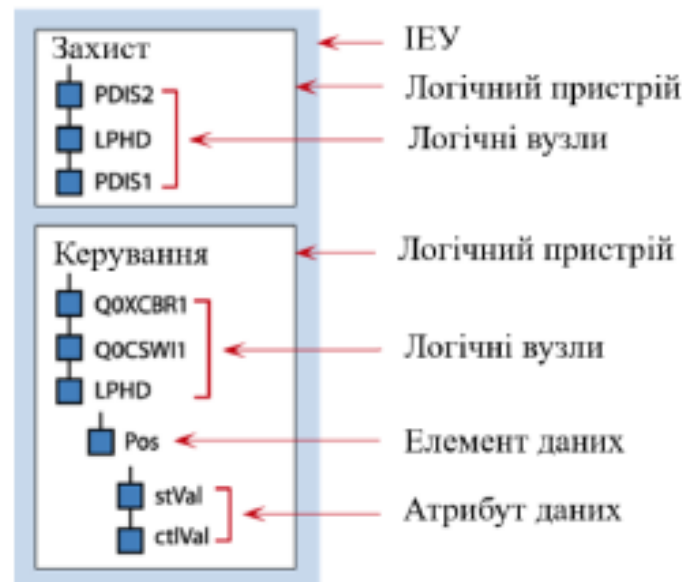 Захист
ІЕУ
PDIS2
Логічний пристрій
LPHD
Логічні вузли
PDIS1
Керування
Логічний пристрій
Q0XCBR1
Q0CSWI1
Логічні вузли
LPHD
Pos
Елемент даних
stVal
Атрибут даних
ctlVal